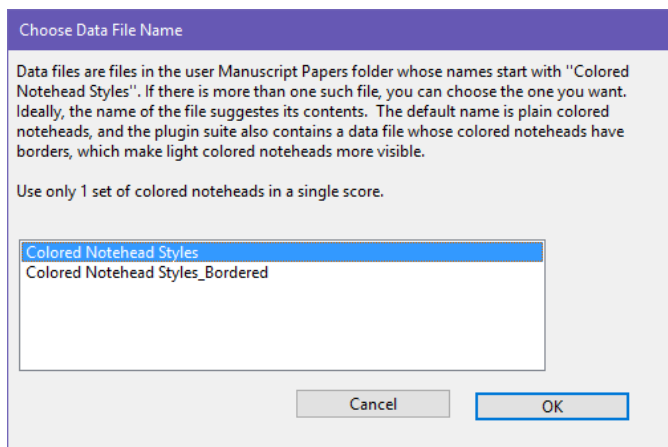 Choose Data File Name
Data files are files in the user Manuscript Papers folder whose names start with ''Colored
Notehead Styles''. If there is more than one such file, you can choose the one you want.
Ideally, the name of the file suggestes its contents.  The default name is plain colored
noteheads, and the plugin suite also contains a data file whose colored noteheads have
borders, which make light colored noteheads more visible.
Use only 1 set of colored noteheads in a single score.
Colored Notehead Styles
Colored Notehead Styles_Bordered
Cancel OK